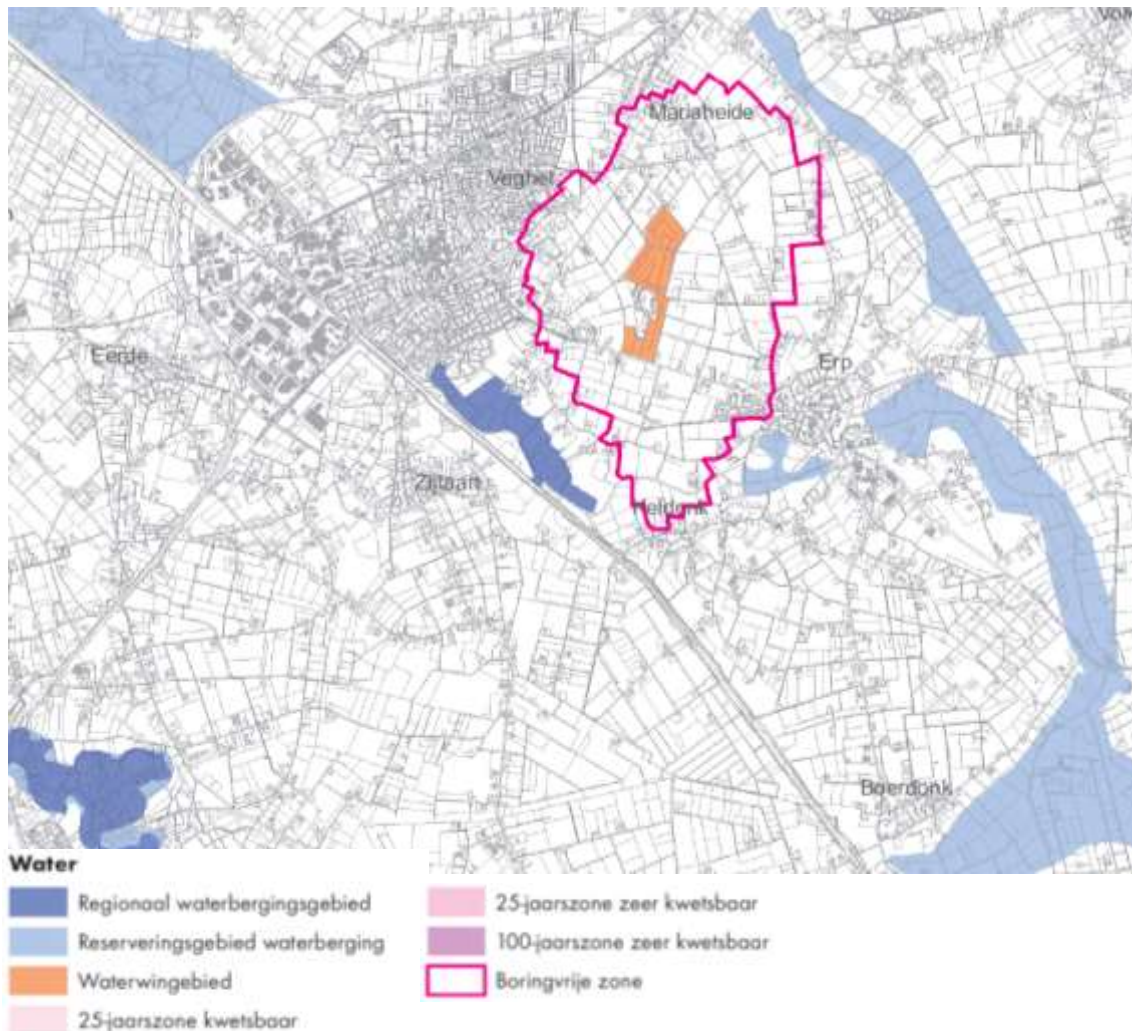 Mariaheide
Veghel
Eerde
Erp
Zijtaart
Keldonk
Boerdonk
Water
Regionaal waterbergingsgebied
Reserveringsgebied waterberging
Waterwingebied
25-jaarszone kwetsbaar
25-jaarszone zeer kwetsbaar
100-jaarszone zeer kwetsbaar
Boringvrije zone